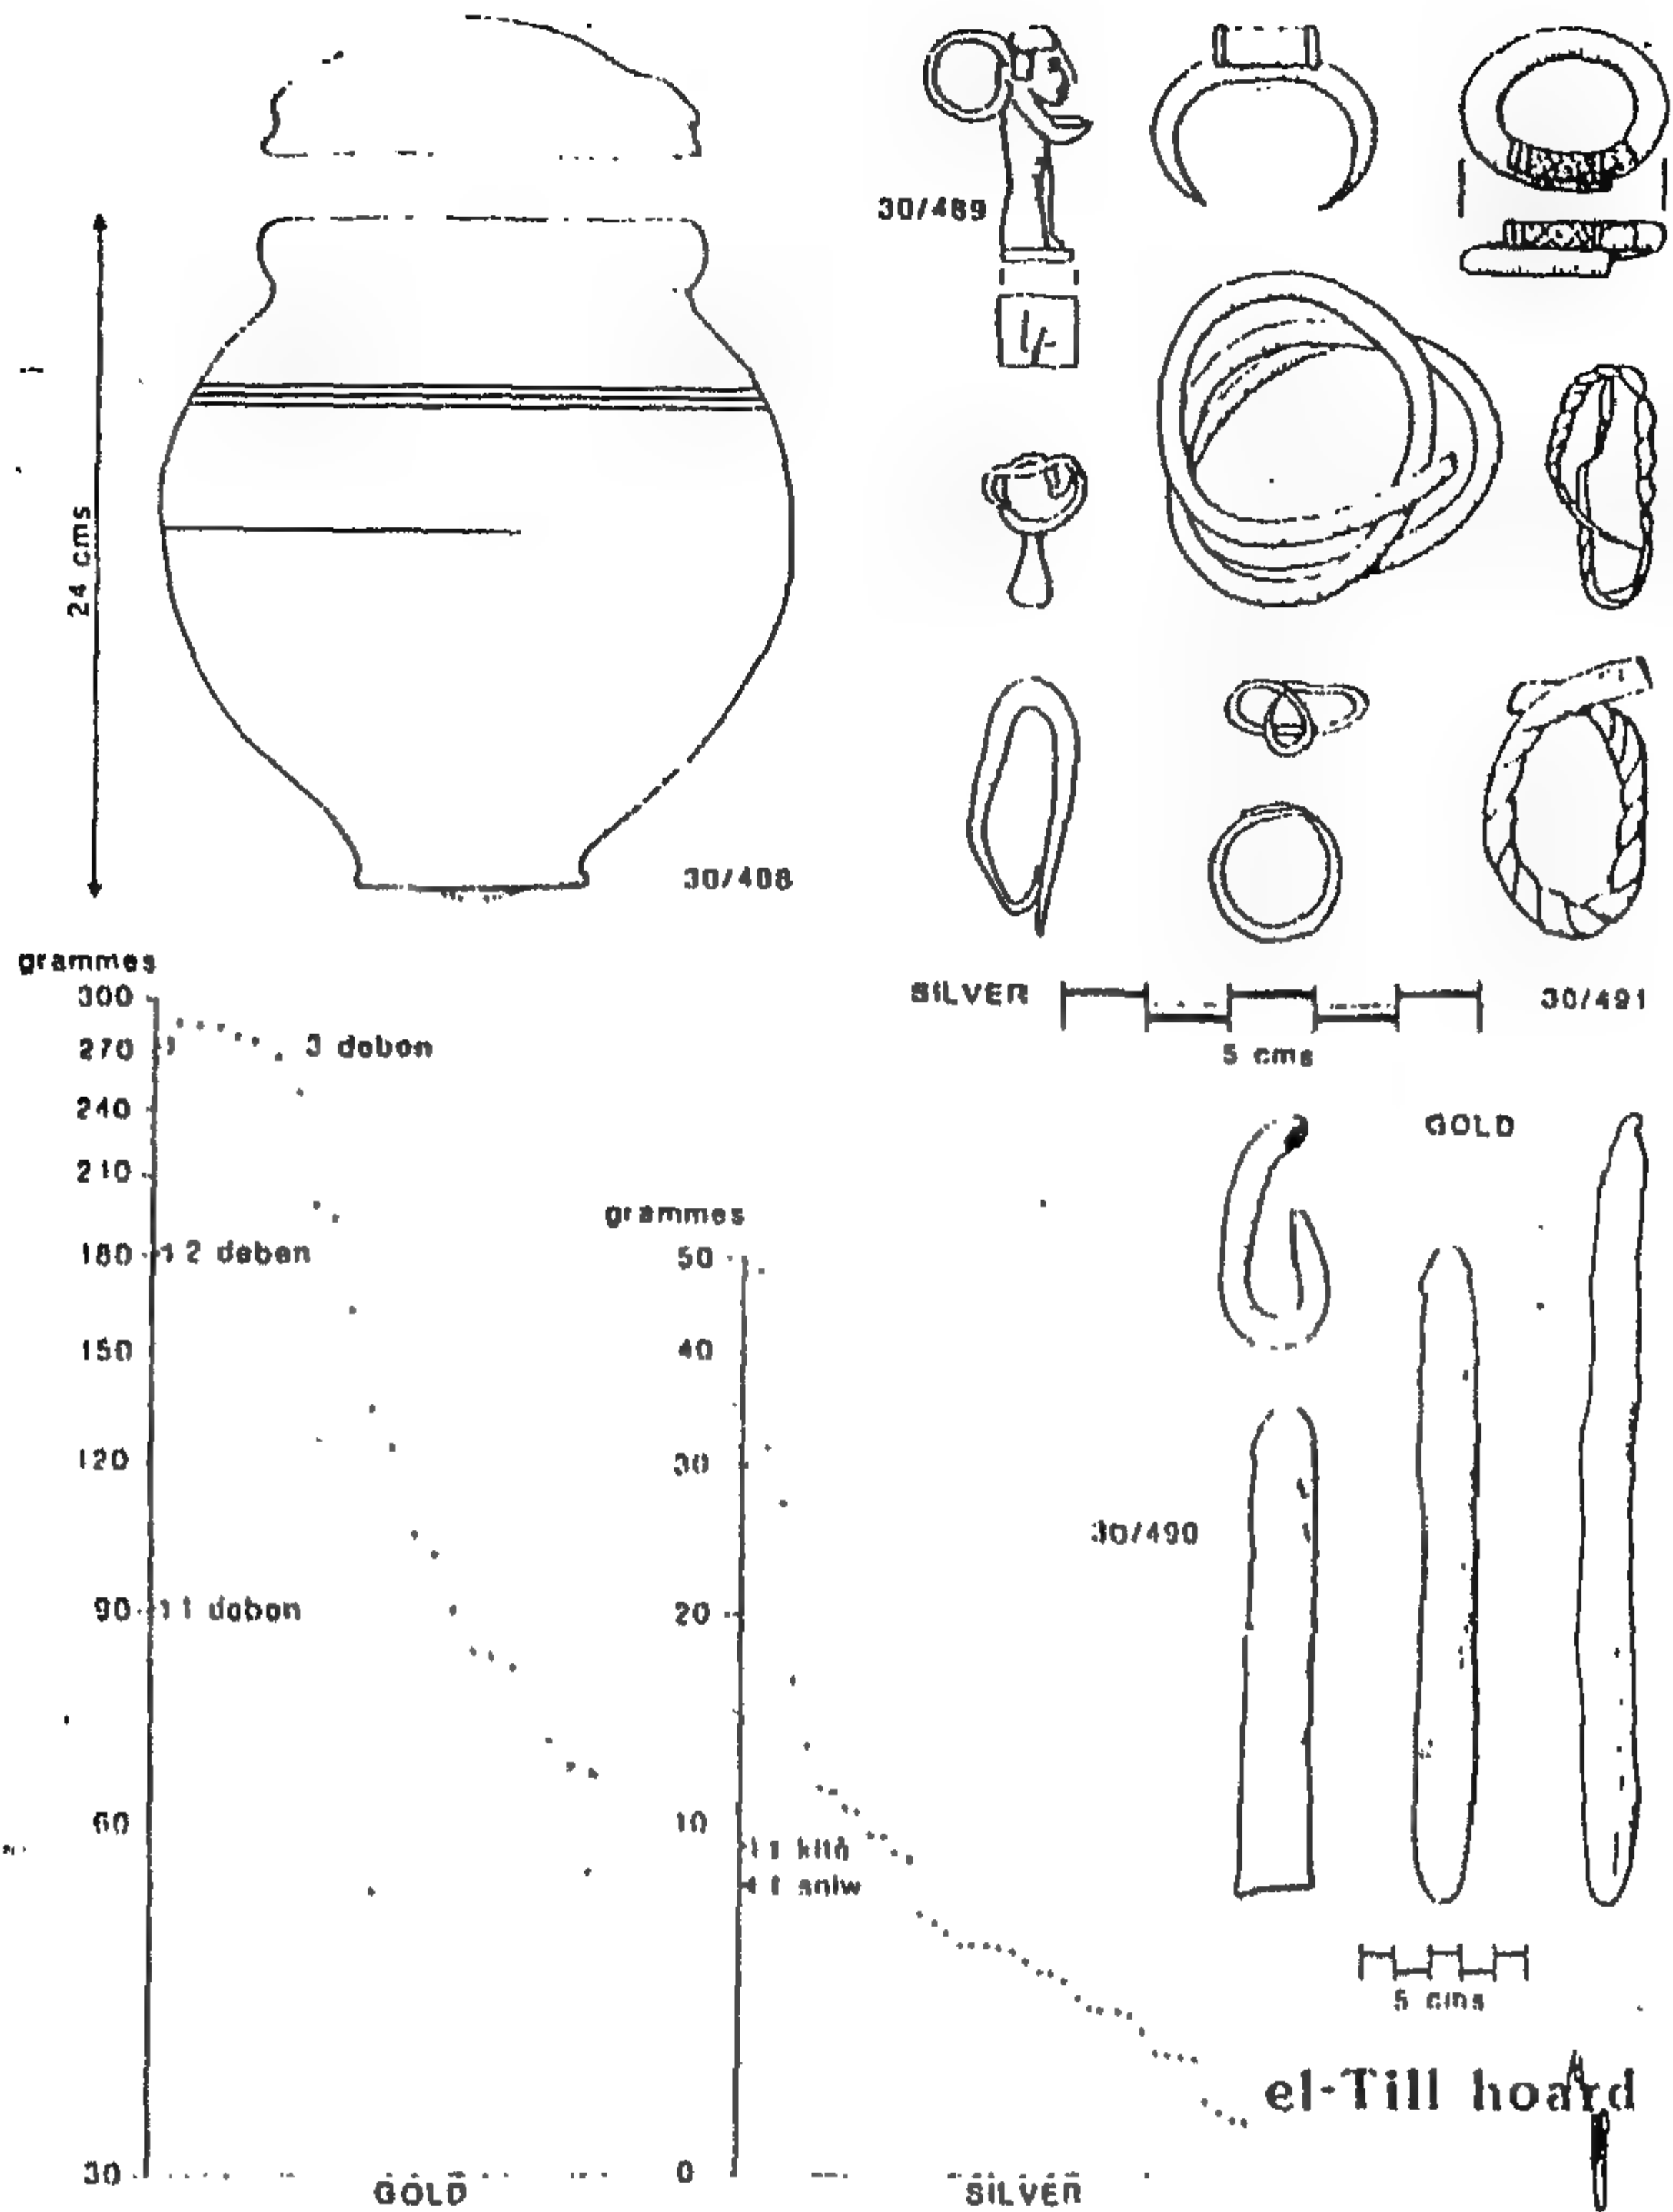 24 cms
30/489
30/488
SILVER
5 cms
30/491
GOLD
30/490
5 cms
grammes
300
270
3 deben
240
210
180
2 deben
150
120
90
1 deben
60
30
GOLD
grammes
50
40
30
20
10
1 kité
1 sniw
0
SILVER
el-Till hoard